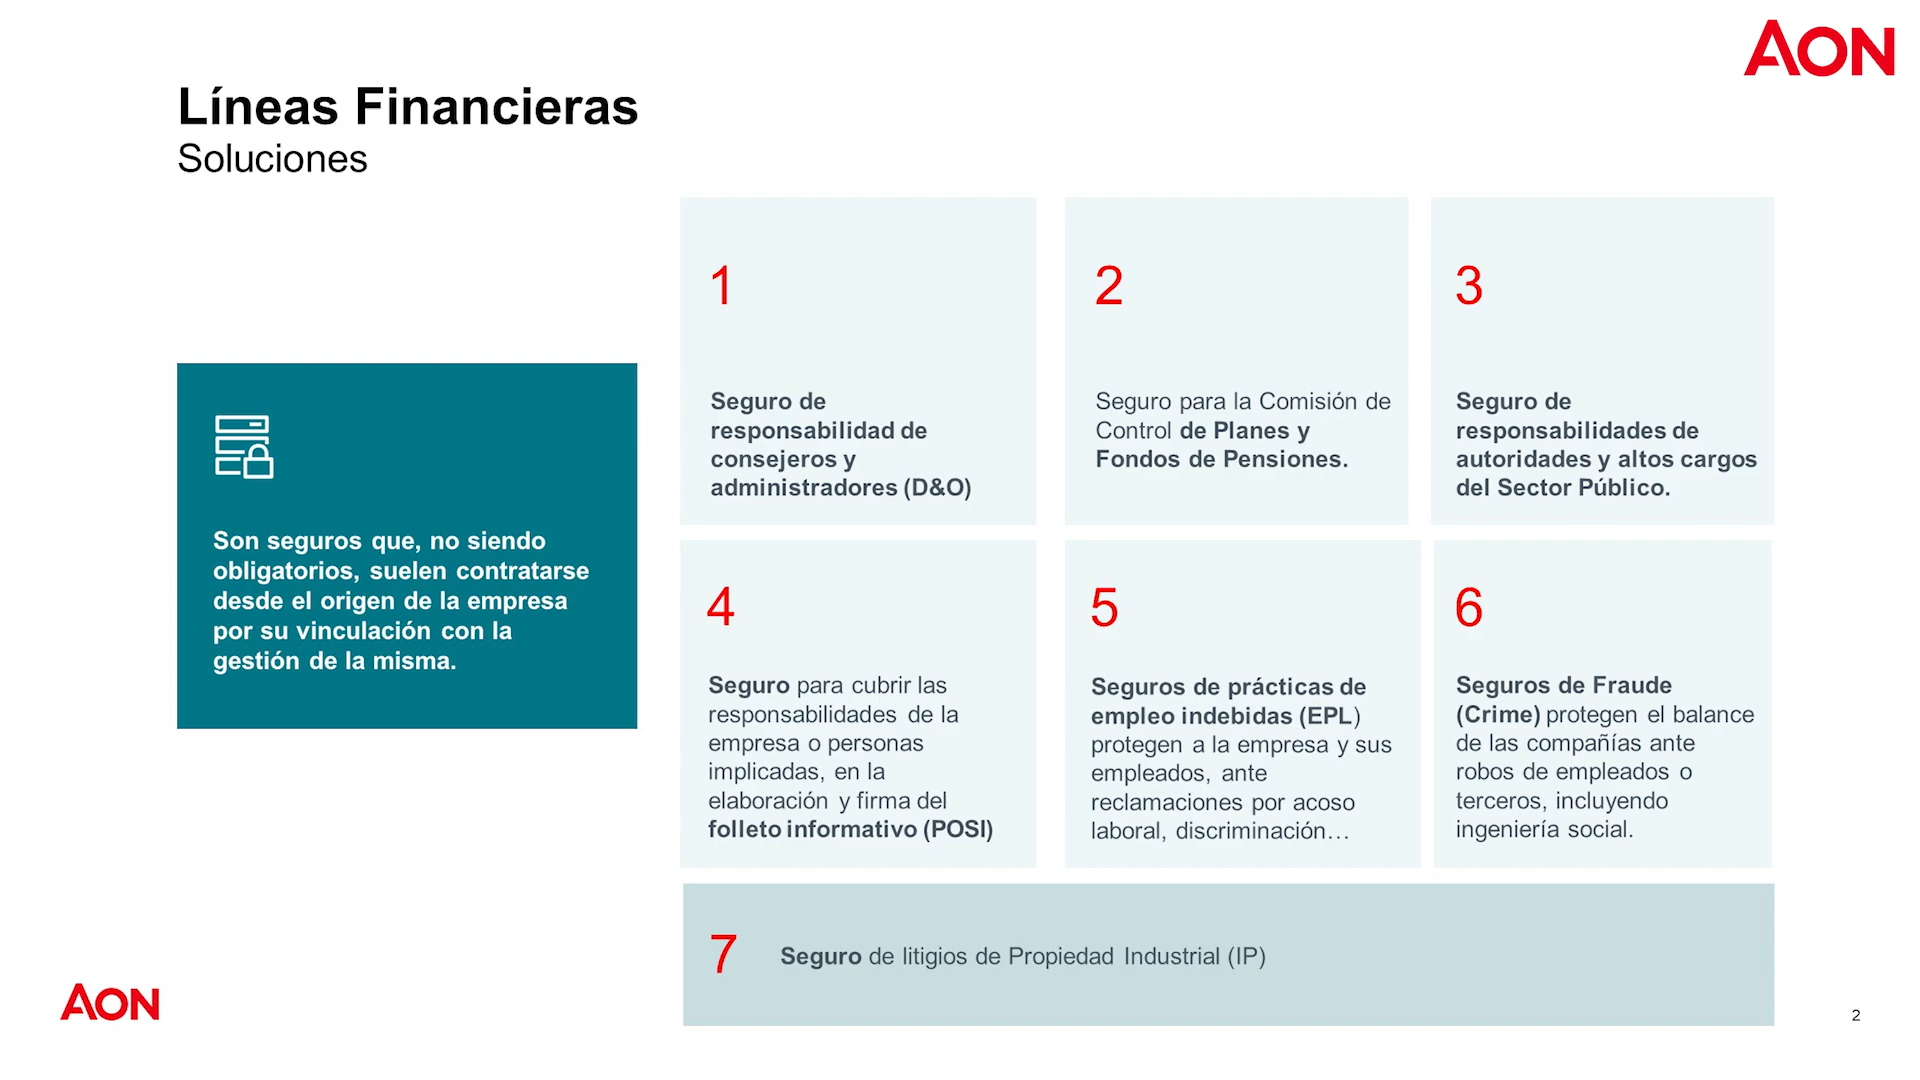 AON
Líneas Financieras
Soluciones
Son seguros que, no siendo
obligatorios, suelen contratarse
desde el origen de la empresa
por su vinculación con la
gestión de la misma.
1
Seguro de
responsabilidad de
consejeros y
administradores (D&O)
2
Seguro para la Comisión de
Control de Planes y
Fondos de Pensiones.
3
Seguro de
responsabilidades de
autoridades y altos cargos
del Sector Público.
4
Seguro para cubrir las
responsabilidades de la
empresa o personas
implicadas, en la
elaboración y firma del
folleto informativo (POSI)
5
Seguros de prácticas de
empleo indebidas (EPL)
protegen a la empresa y sus
empleados, ante
reclamaciones por acoso
laboral, discriminación…
6
Seguros de Fraude
(Crime) protegen el balance
de las compañías ante
robos de empleados o
terceros, incluyendo
ingeniería social.
7
Seguro de litigios de Propiedad Industrial (IP)
AON
2